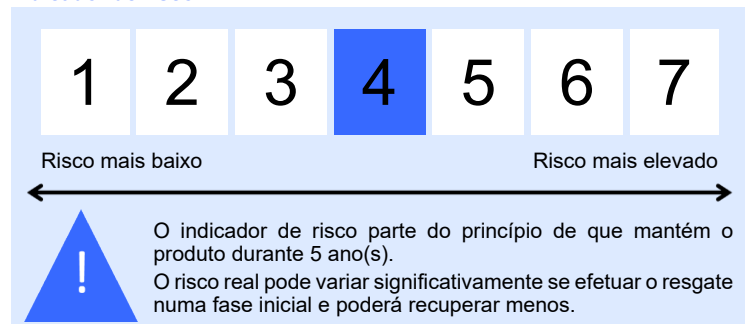 1 2 3 4 5 6 7
Risco mais baixo Risco mais elevado
!
O indicador de risco parte do princípio de que mantém o
produto durante 5 ano(s).
O risco real pode variar significativamente se efetuar o resgate
numa fase inicial e poderá recuperar menos.